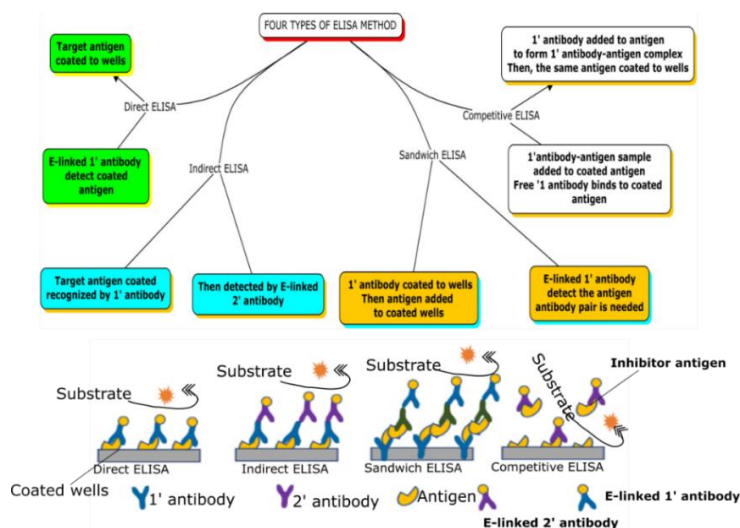 FOUR TYPES OF ELISA METHOD
Target antigen
coated to wells
Direct ELISA
E-linked 1' antibody
detect coated
antigen
Indirect ELISA
Target antigen coated
recognized by 1' antibody
Then detected by E-linked
2' antibody
Sandwich ELISA
1' antibody coated to wells
Then antigen added
to coated wells
E-linked 1' antibody
detect the antigen
antibody pair is needed
Competitive ELISA
1' antibody added to antigen
to form 1' antibody-antigen complex
Then, the same antigen coated to wells
1'antibody-antigen sample
added to coated antigen
Free '1 antibody binds to coated
antigen
Substrate
Substrate
Substrate
Substrate
Inhibitor antigen
Direct ELISA
Indirect ELISA
Sandwich ELISA
Competitive ELISA
Coated wells
1' antibody
2' antibody
Antigen
E-linked 2' antibody
E-linked 1' antibody